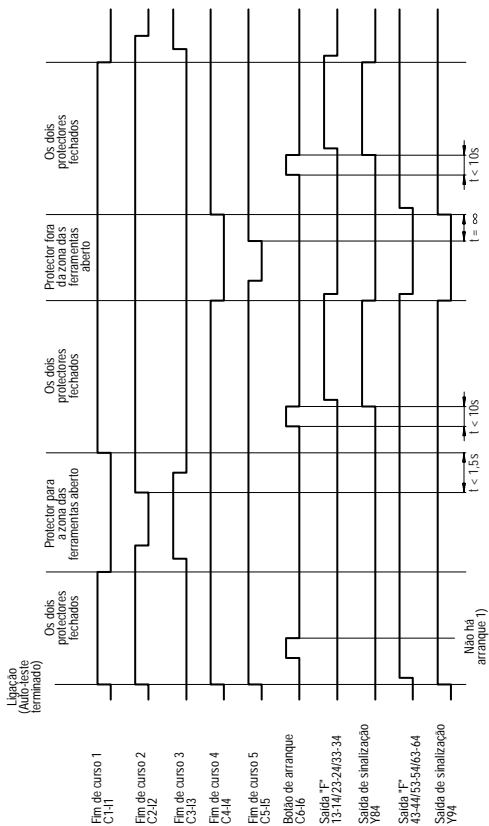 Ligação
(Auto-teste
terminado)
Os dois
protectores
fechados
Protector para
a zona das
ferramentas aberto
Os dois
protectores
fechados
Protector fora
da zona das
ferramentas
aberto
Os dois
protectores
fechados
Fim de curso 1
C1-I1
Fim de curso 2
C2-I2
Fim de curso 3
C3-I3
Fim de curso 4
C4-I4
Fim de curso 5
C5-I5
Botão de arranque
C6-I6
Saída "F"
13-14/23-24/33-34
Saída de sinalização
Y84
Saída "F"
43-44/53-54/63-64
Saída de sinalização
Y94
Não há
arranque 1)
t < 1,5s
t < 10s
t = ∞
t < 10s